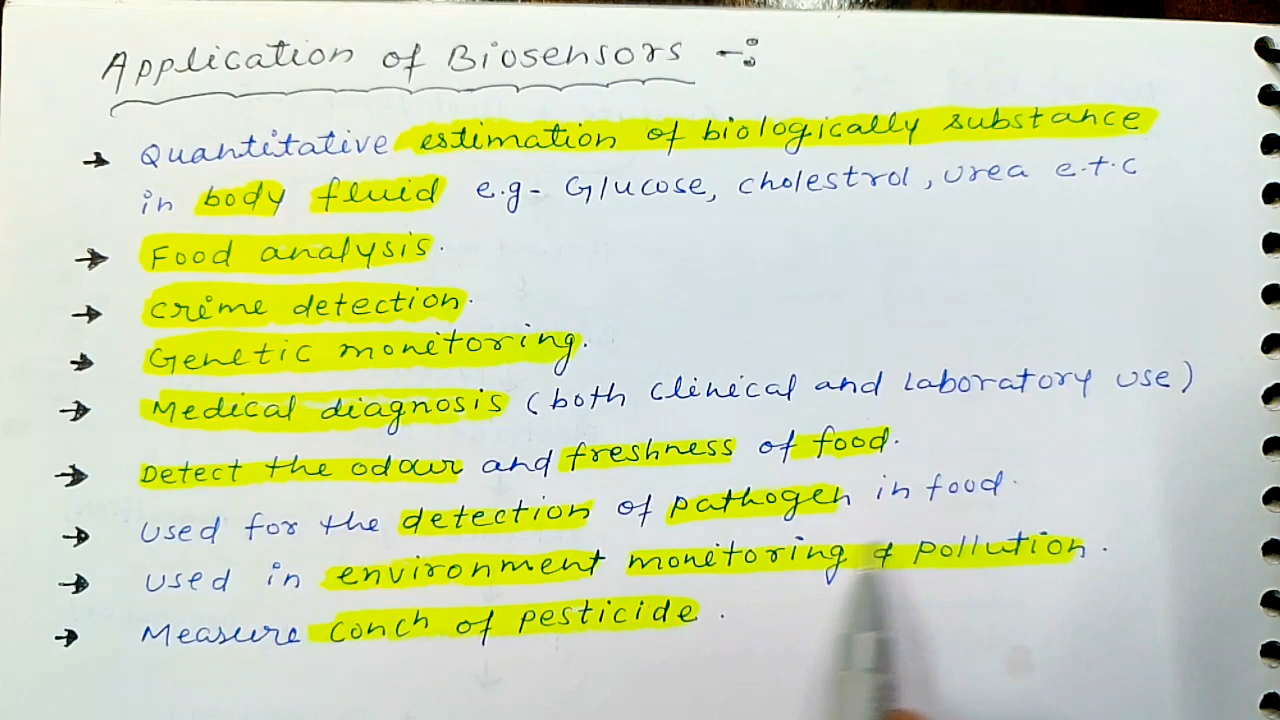 Application of Biosensors -:
→ Quantitative estimation of biologically substance
in body fluid e.g- Glucose, cholestrol, urea e.t.c
→ Food analysis.
→ crime detection.
→ Genetic monitoring.
→ Medical diagnosis (both clinical and laboratory use)
→ Detect the odour and freshness of food.
→ used for the detection of pathogen in food.
→ used in environment monitoring & pollution.
→ Measure conch of pesticide.